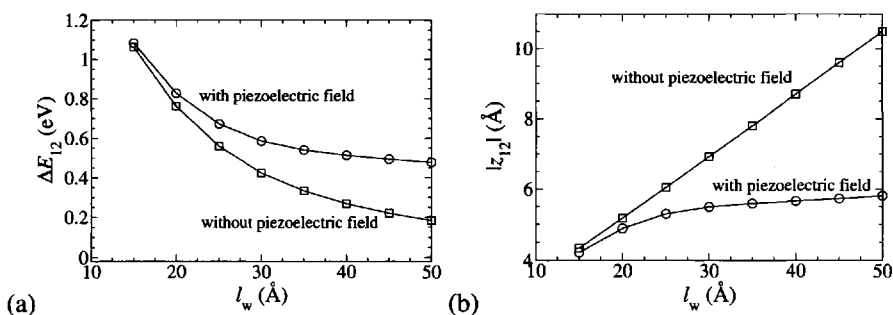 1.2
1
0.8
0.6
0.4
0.2
0
ΔE₁₂ (eV)
with piezoelectric field
without piezoelectric field
10 20 30 40 50
l_w (Å)
(a)
10
8
6
4
|z₁₂| (Å)
without piezoelectric field
with piezoelectric field
10 20 30 40 50
l_w (Å)
(b)